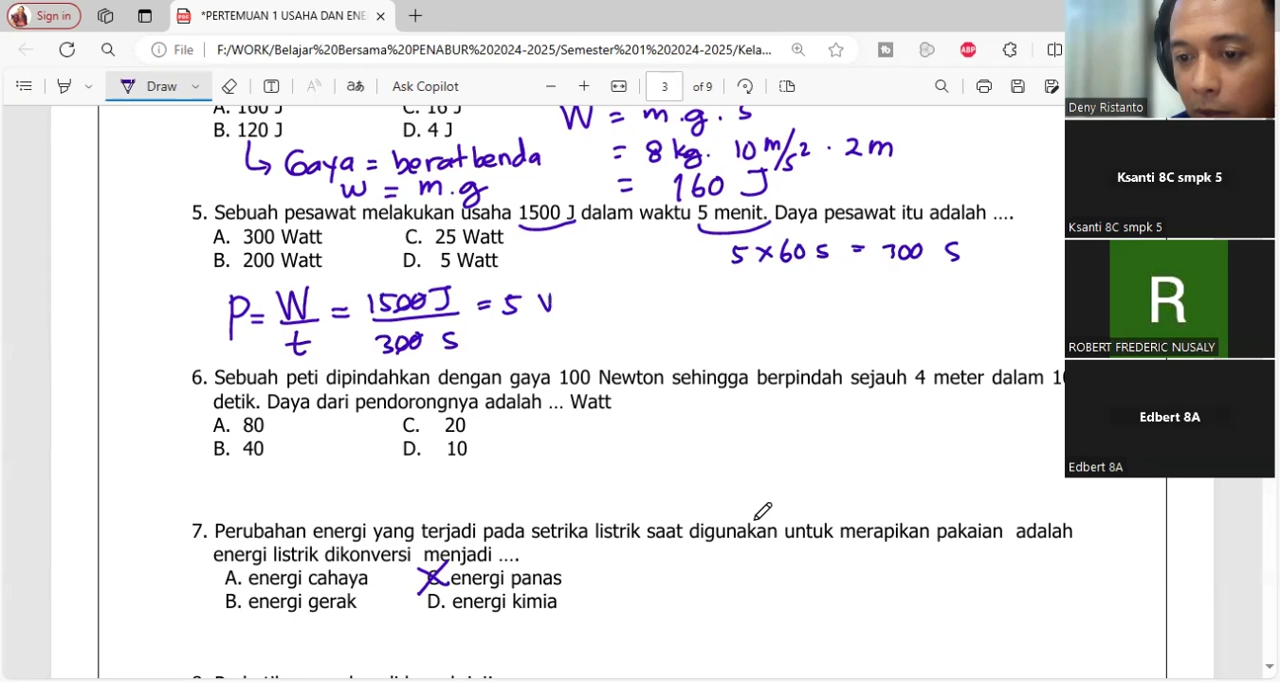 Sign in
*PERTEMUAN 1 USAHA DAN ENE
File F:/WORK/Belajar%20Bersama%20PENABUR%202024-2025/Semester%201%202024-2025/Kela...
Draw
Ask Copilot
3 of 9
A. 160 J C. 16 J
B. 120 J D. 4 J
W = m.g. s
Gaya = berat benda
= 8 kg. 10 m/s2 . 2 m
w = m.g
= 160 J
5. Sebuah pesawat melakukan usaha 1500 J dalam waktu 5 menit. Daya pesawat itu adalah ....
A. 300 Watt C. 25 Watt
B. 200 Watt D. 5 Watt
5 x 60 s = 300 s
P = W/t = 1500 J/300 s = 5
6. Sebuah peti dipindahkan dengan gaya 100 Newton sehingga berpindah sejauh 4 meter dalam
detik. Daya dari pendorongnya adalah ... Watt
A. 80 C. 20
B. 40 D. 10
7. Perubahan energi yang terjadi pada setrika listrik saat digunakan untuk merapikan pakaian adalah
energi listrik dikonversi menjadi ....
A. energi cahaya C. energi panas
B. energi gerak D. energi kimia
Deny Ristanto
Ksanti 8C smpk 5
Ksanti 8C smpk 5
R
ROBERT FREDERIC NUSALY
Edbert 8A
Edbert 8A